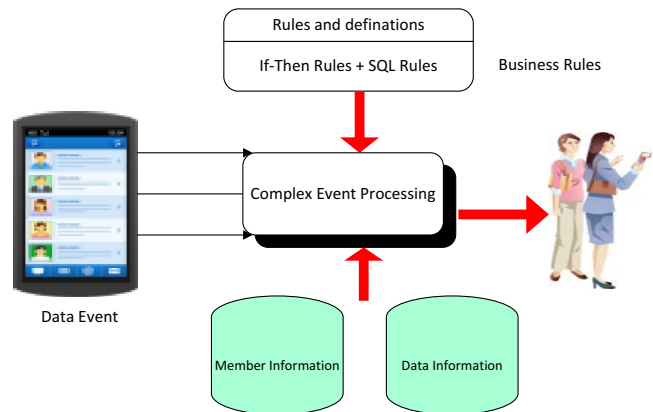 Rules and definations
If-Then Rules + SQL Rules
Business Rules
Complex Event Processing
Data Event
Member Information
Data Information